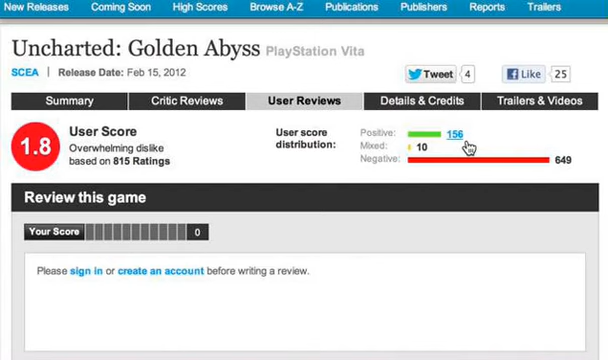 New Releases Coming Soon High Scores Browse A-Z Publications Publishers Reports Trailers
Uncharted: Golden Abyss PlayStation Vita
SCEA | Release Date: Feb 15, 2012
Tweet 4 Like 25
Summary Critic Reviews User Reviews Details & Credits Trailers & Videos
1.8
User Score
Overwhelming dislike
based on 815 Ratings
User score
distribution:
Positive: 156
Mixed: 10
Negative: 649
Review this game
Your Score 0
Please sign in or create an account before writing a review.